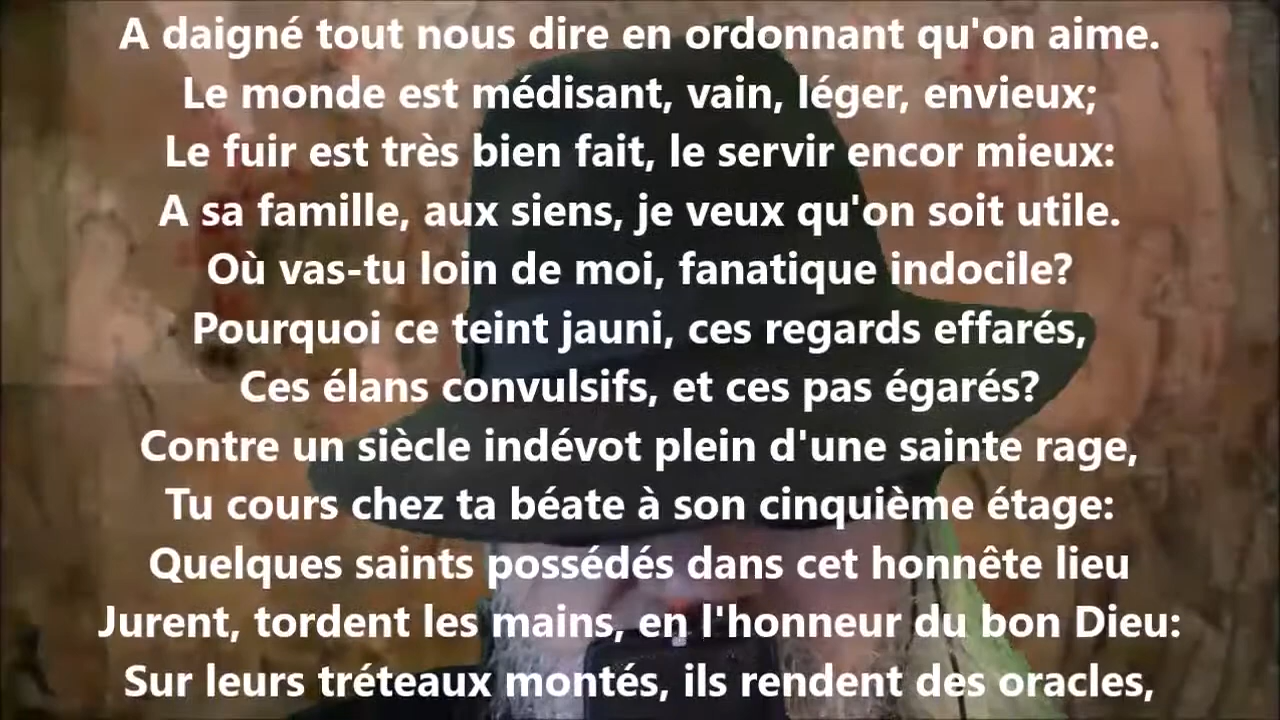 A daigné tout nous dire en ordonnant qu'on aime.
Le monde est médisant, vain, léger, envieux;
Le fuir est très bien fait, le servir encor mieux:
A sa famille, aux siens, je veux qu'on soit utile.
Où vas-tu loin de moi, fanatique indocile?
Pourquoi ce teint jauni, ces regards effarés,
Ces élans convulsifs, et ces pas égarés?
Contre un siècle indévot plein d'une sainte rage,
Tu cours chez ta béate à son cinquième étage:
Quelques saints possédés dans cet honnête lieu
Jurent, tordent les mains, en l'honneur du bon Dieu:
Sur leurs tréteaux montés, ils rendent des oracles,